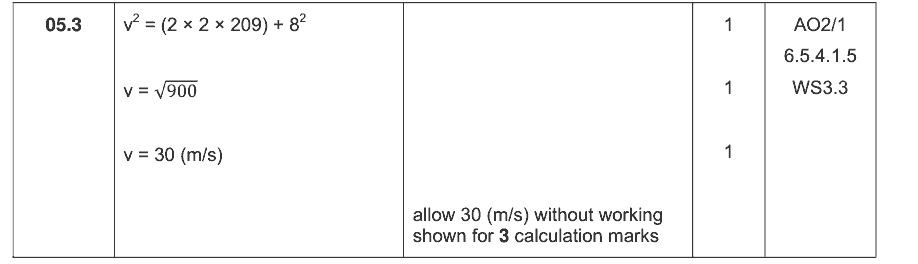 05.3 v² = (2 × 2 × 209) + 8² 1 AO2/1
6.5.4.1.5
v = √900 1 WS3.3
v = 30 (m/s) 1
allow 30 (m/s) without working
shown for 3 calculation marks